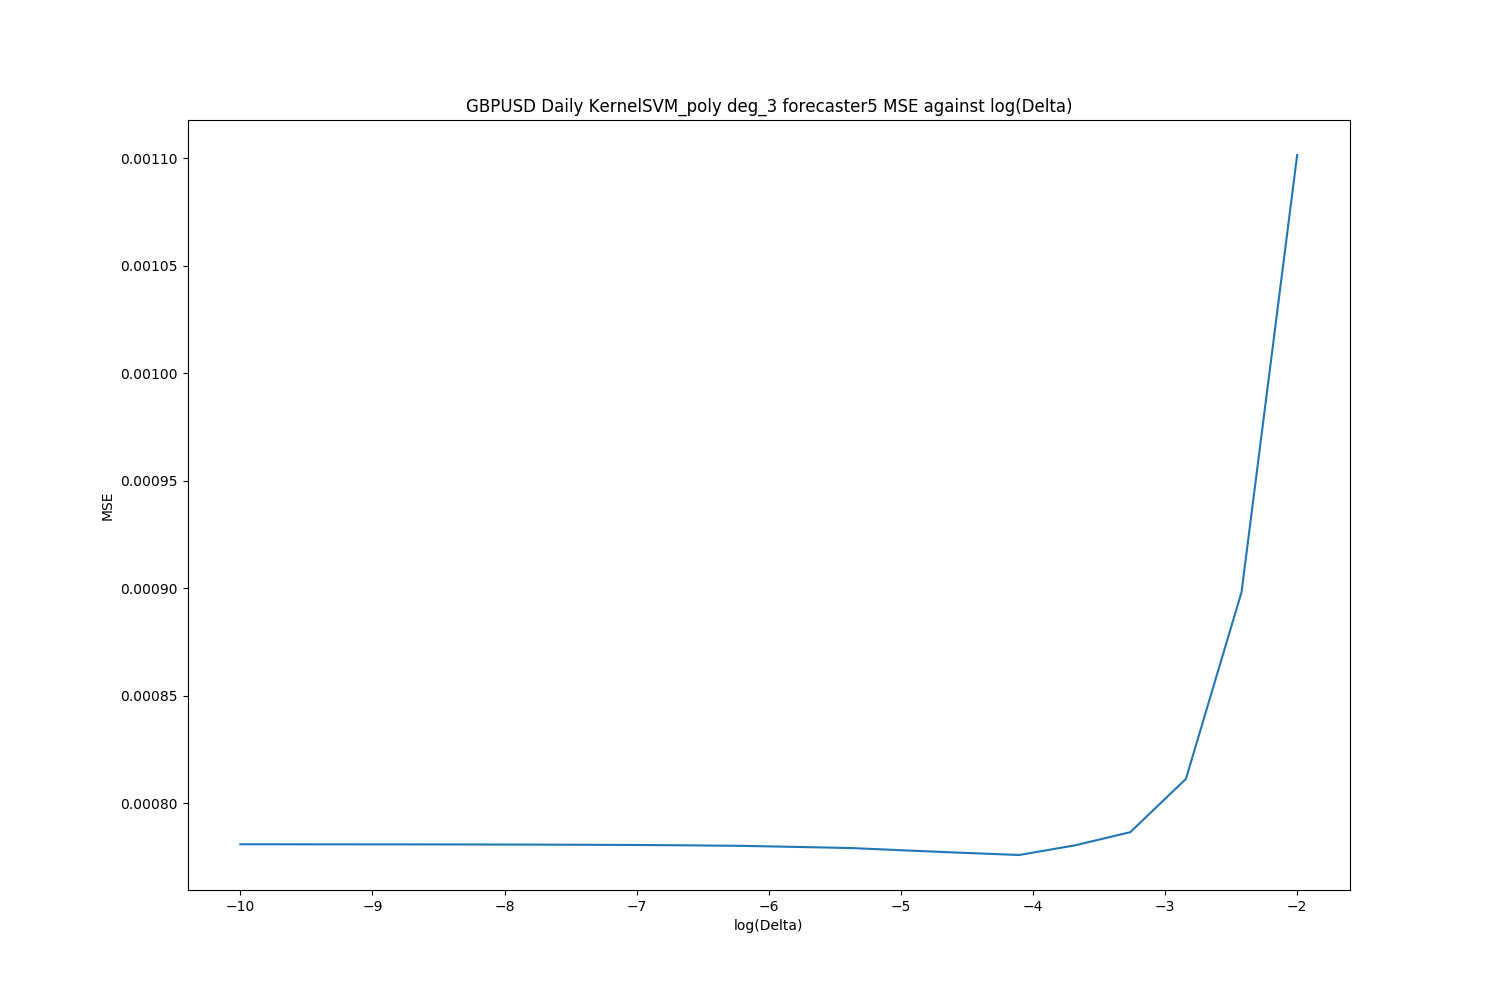 GBPUSD Daily KernelSVM_poly deg_3 forecaster5 MSE against log(Delta)
0.00110
0.00105
0.00100
0.00095
0.00090
0.00085
0.00080
MSE
−10 −9 −8 −7 −6 −5 −4 −3 −2
log(Delta)